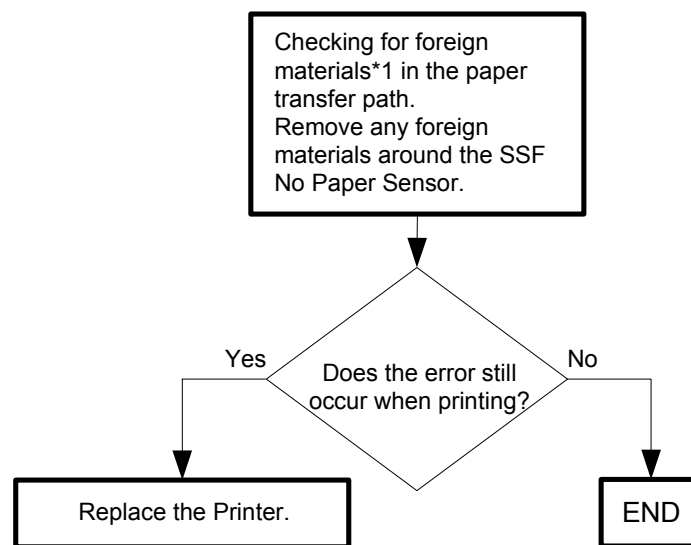 Checking for foreign
materials*1 in the paper
transfer path.
Remove any foreign
materials around the SSF
No Paper Sensor.
Yes
No
Does the error still
occur when printing?
Replace the Printer.
END